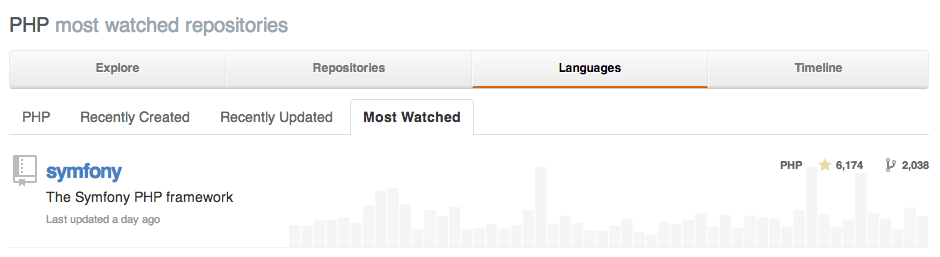 PHP most watched repositories
Explore Repositories Languages Timeline
PHP Recently Created Recently Updated Most Watched
symfony PHP 6,174 2,038
The Symfony PHP framework
Last updated a day ago